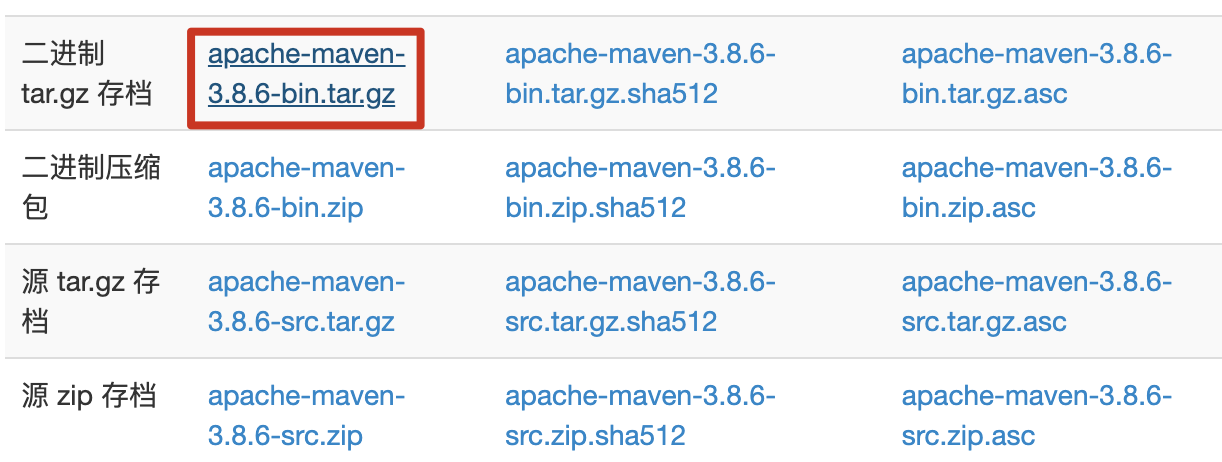 二进制 apache-maven- apache-maven-3.8.6- apache-maven-3.8.6-
tar.gz 存档 3.8.6-bin.tar.gz bin.tar.gz.sha512 bin.tar.gz.asc
二进制压缩 apache-maven- apache-maven-3.8.6- apache-maven-3.8.6-
包 3.8.6-bin.zip bin.zip.sha512 bin.zip.asc
源 tar.gz 存 apache-maven- apache-maven-3.8.6- apache-maven-3.8.6-
档 3.8.6-src.tar.gz src.tar.gz.sha512 src.tar.gz.asc
源 zip 存档 apache-maven- apache-maven-3.8.6- apache-maven-3.8.6-
3.8.6-src.zip src.zip.sha512 src.zip.asc